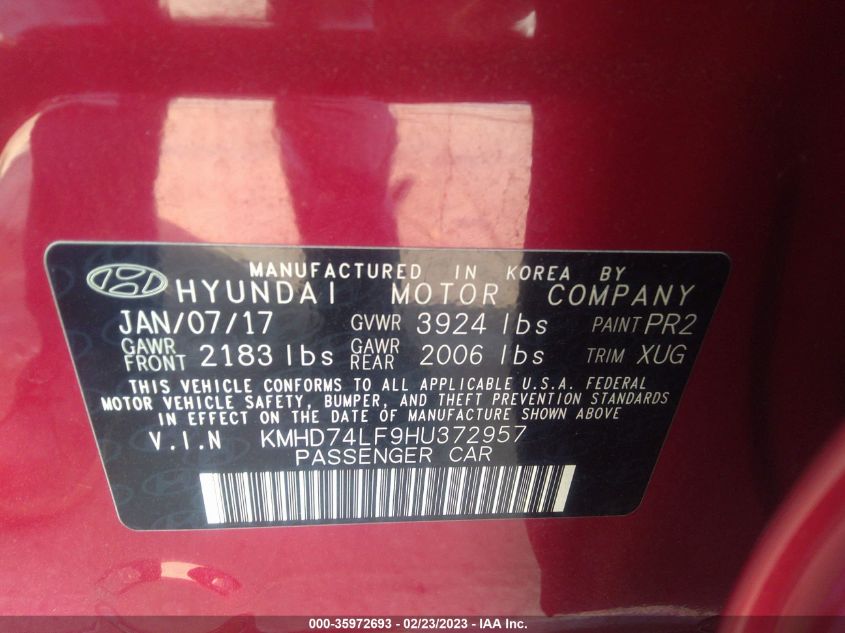 MANUFACTURED IN KOREA BY
HYUNDAI MOTOR COMPANY
JAN/07/17 GVWR 3924 lbs PAINT PR2
GAWR FRONT 2183 lbs GAWR REAR 2006 lbs TRIM XUG
THIS VEHICLE CONFORMS TO ALL APPLICABLE U.S.A. FEDERAL
MOTOR VEHICLE SAFETY, BUMPER, AND THEFT PREVENTION STANDARDS
IN EFFECT ON THE DATE OF MANUFACTURE SHOWN ABOVE
V.I.N KMHD74LF9HU372957
PASSENGER CAR
000-35972693 - 02/23/2023 - IAA Inc.